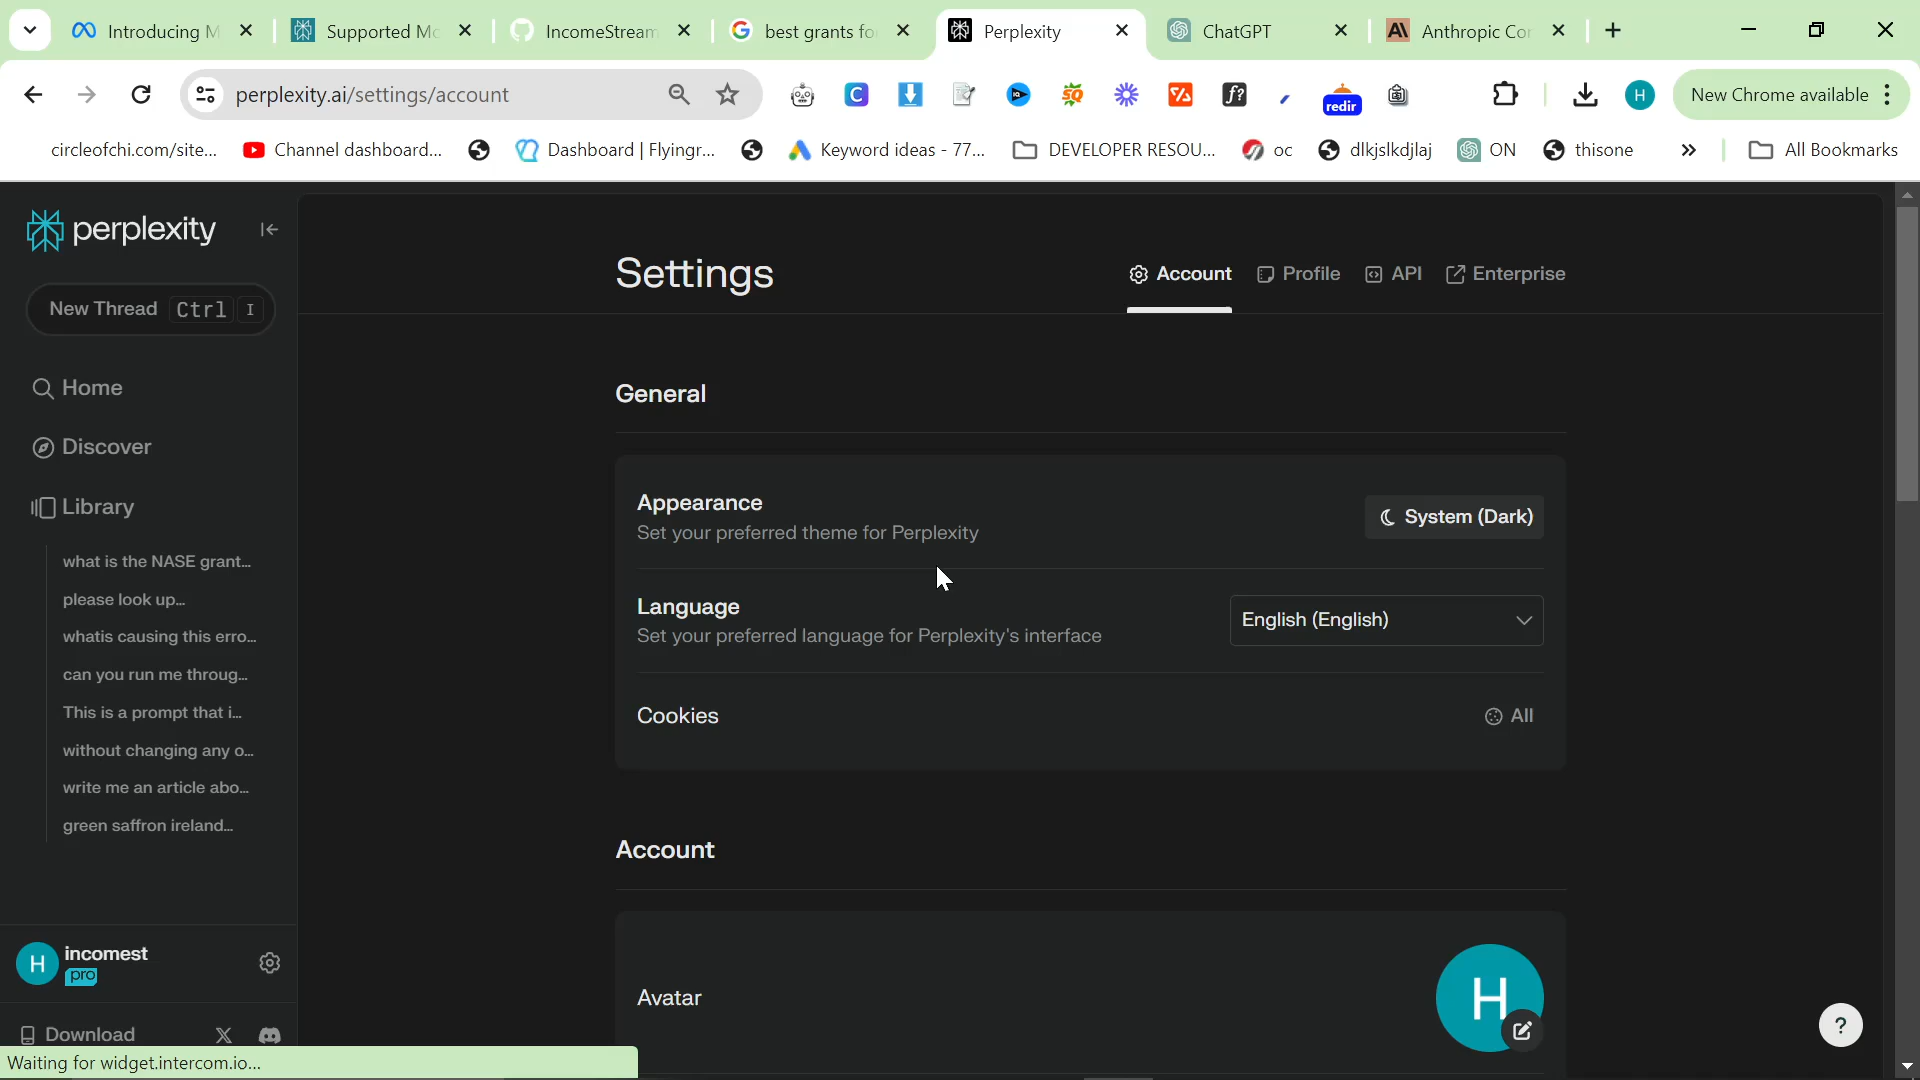 Introducing M
Supported Mo
IncomeStream
best grants fo
Perplexity
ChatGPT
Anthropic Cor
perplexity.ai/settings/account
redir
H
New Chrome available
circleofchi.com/site...
Channel dashboard...
Dashboard | Flyingr...
Keyword ideas - 77...
DEVELOPER RESOU...
oc
dlkjslkdjlaj
ON
thisone
»
All Bookmarks
perplexity
New Thread Ctrl I
Home
Discover
Library
what is the NASE grant...
please look up...
whatis causing this erro...
can you run me throug...
This is a prompt that i...
without changing any o...
write me an article abo...
green saffron ireland...
H
incomest
pro
Download
Waiting for widget.intercom.io...
Settings
Account
Profile
API
Enterprise
General
Appearance
Set your preferred theme for Perplexity
System (Dark)
Language
Set your preferred language for Perplexity's interface
English (English)
Cookies
All
Account
Avatar
H
?